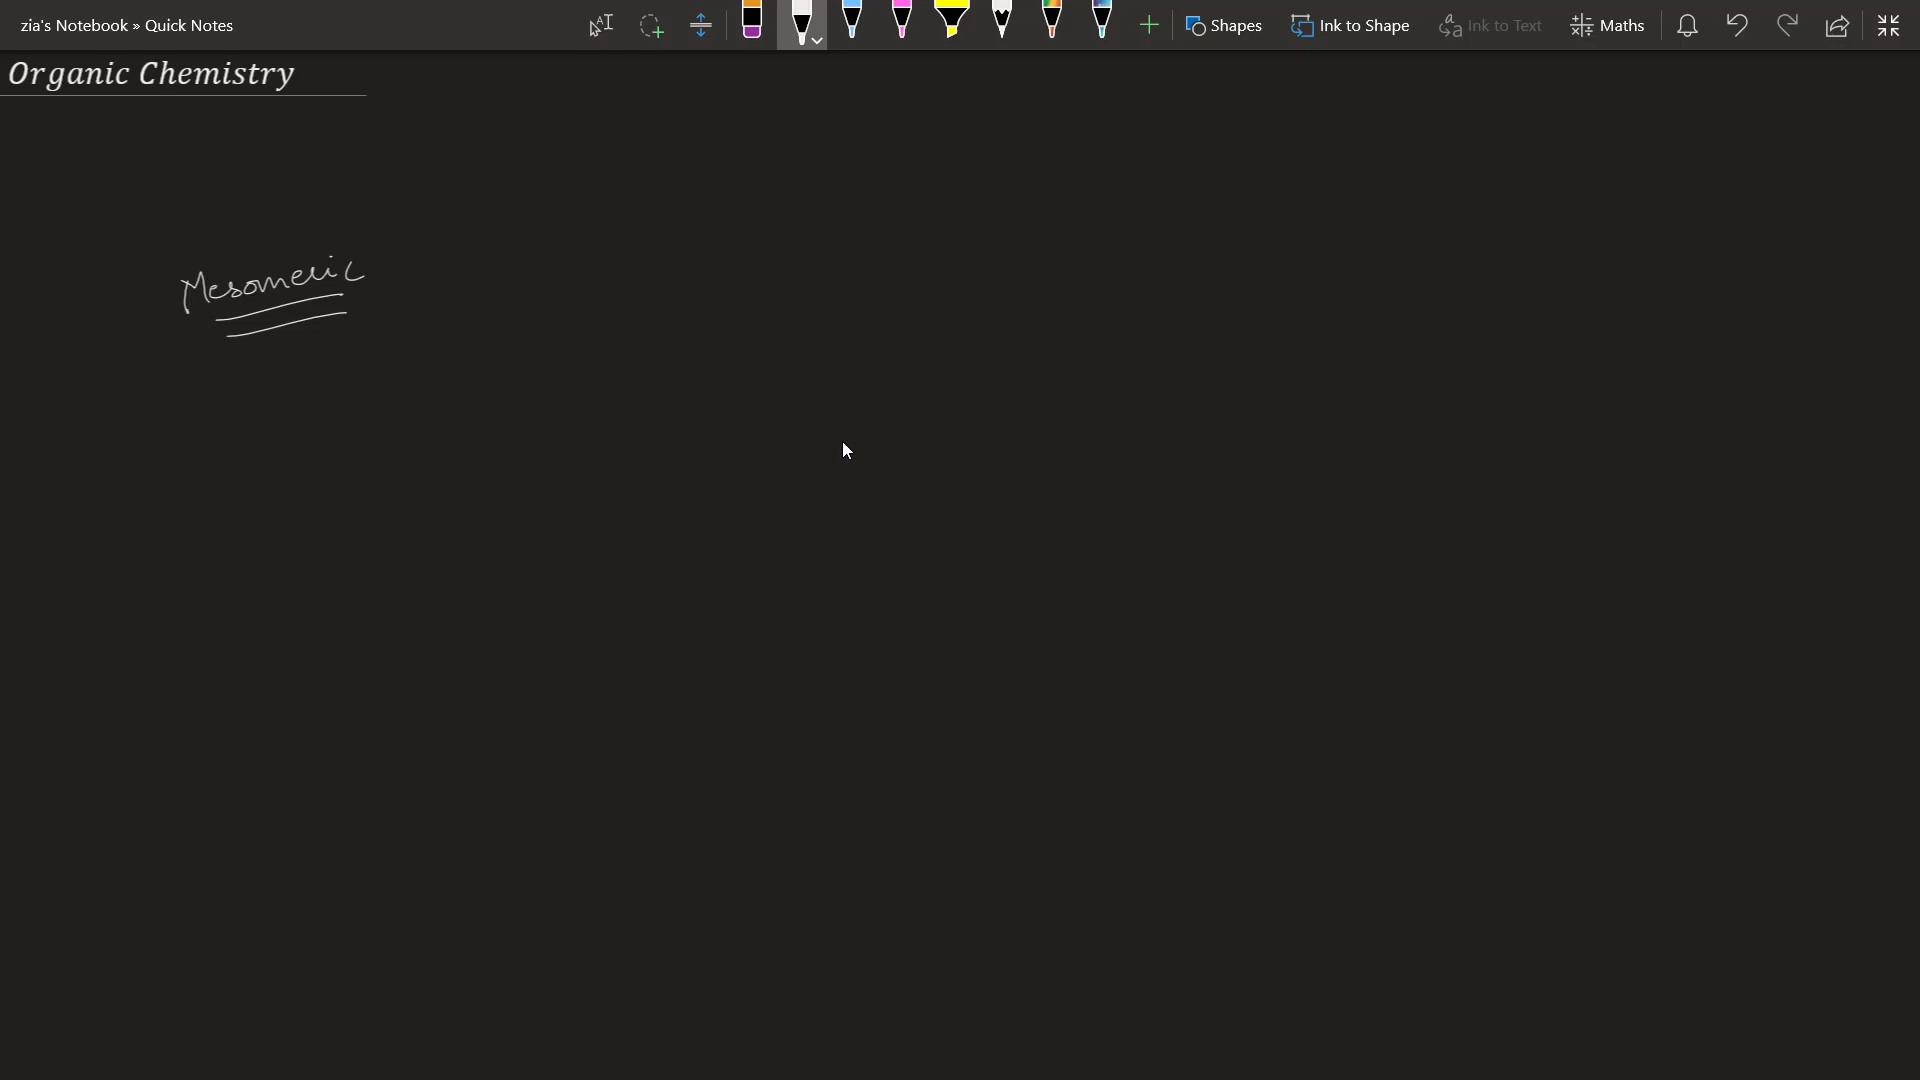 zia's Notebook » Quick Notes
Shapes
Ink to Shape
Ink to Text
Maths
Organic Chemistry
Mesomeric